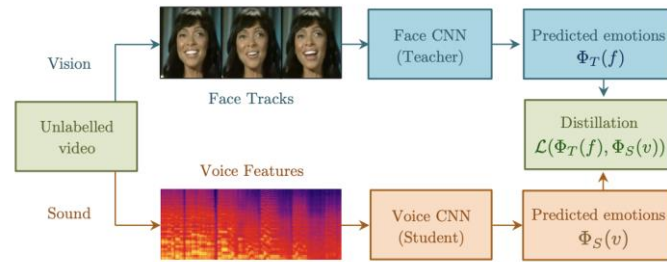 Vision
Face Tracks
Face CNN
(Teacher)
Predicted emotions
Φ_T(f)
Unlabelled
video
Distillation
ℒ(Φ_T(f), Φ_S(v))
Voice Features
Sound
Voice CNN
(Student)
Predicted emotions
Φ_S(v)